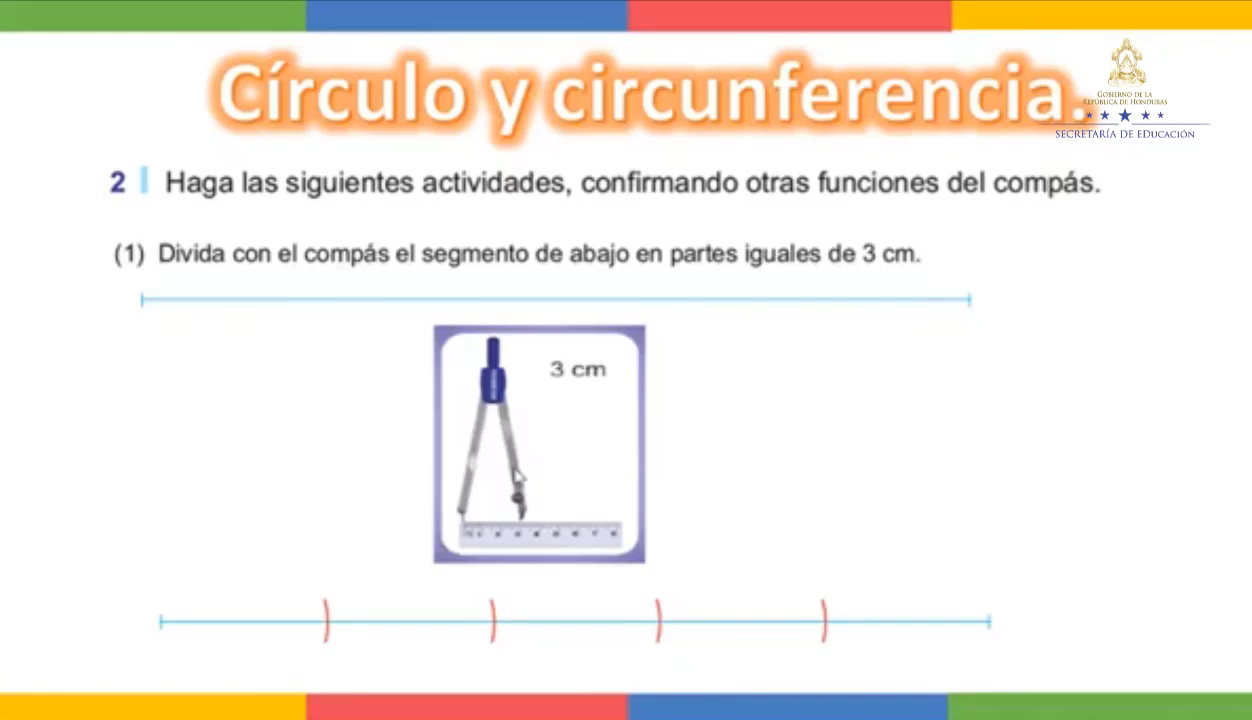 Círculo y circunferencia.
GOBIERNO DE LA
REPÚBLICA DE HONDURAS
SECRETARÍA DE EDUCACIÓN
2 Haga las siguientes actividades, confirmando otras funciones del compás.
(1) Divida con el compás el segmento de abajo en partes iguales de 3 cm.
3 cm